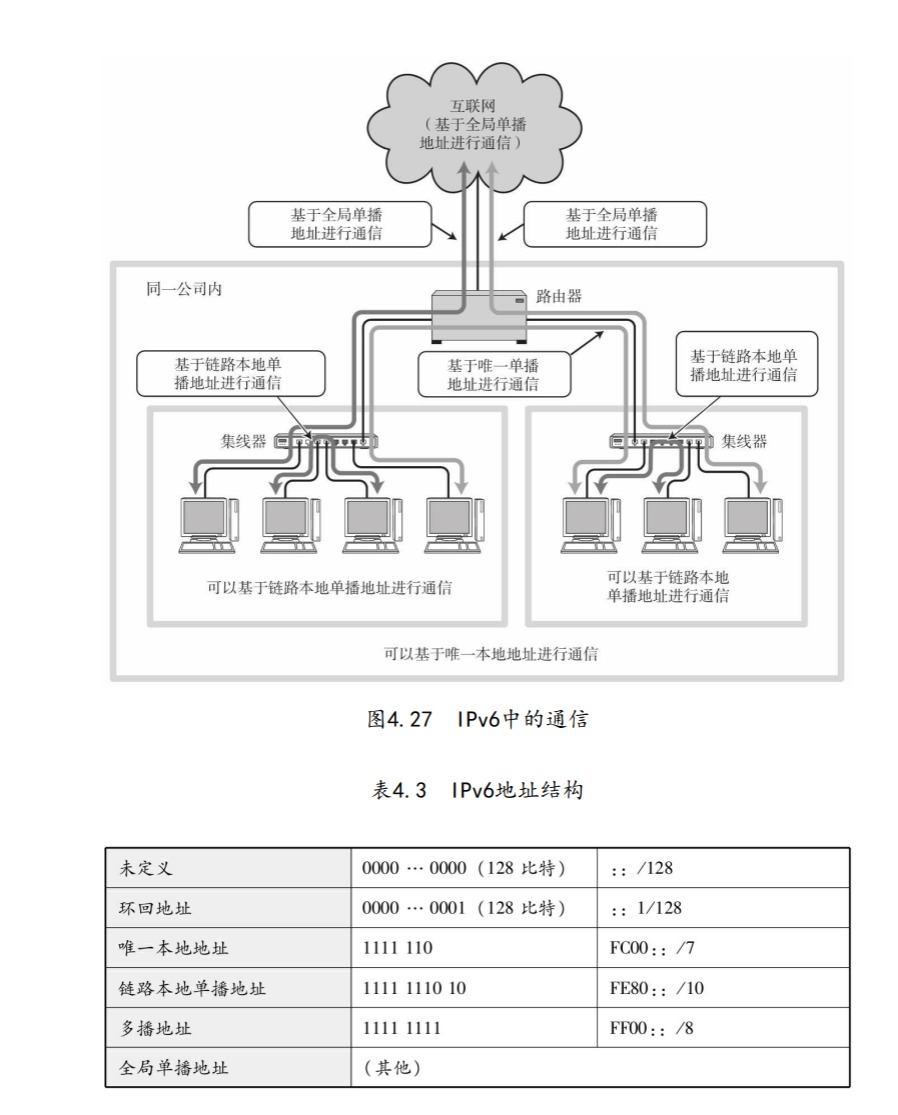 互联网
（基于全局单播
地址进行通信）
基于全局单播
地址进行通信
基于全局单播
地址进行通信
同一公司内
路由器
基于链路本地单
播地址进行通信
基于唯一单播
地址进行通信
基于链路本地单
播地址进行通信
集线器
集线器
可以基于链路本地单播地址进行通信
可以基于链路本地
单播地址进行通信
可以基于唯一本地地址进行通信
图4.27 IPv6中的通信
表4.3 IPv6地址结构
未定义 0000 … 0000（128 比特） ：：/128
环回地址 0000 … 0001（128 比特） ：：1/128
唯一本地地址 1111 110 FC00：：/7
链路本地单播地址 1111 1110 10 FE80：：/10
多播地址 1111 1111 FF00：：/8
全局单播地址 （其他）